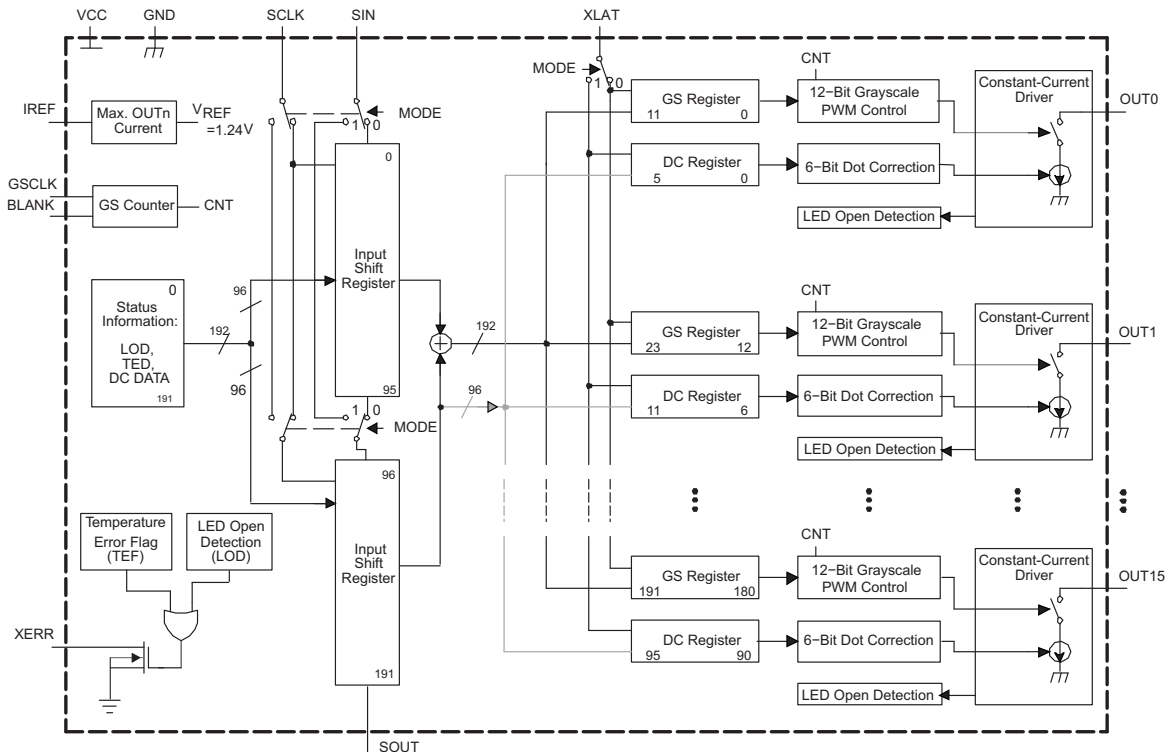 VCC
GND
SCLK
SIN
XLAT
IREF
Max. OUTn
Current
VREF
=1.24V
GSCLK
BLANK
GS Counter
CNT
MODE
1 0
0
Input
Shift
Register
95
0
Status
Information:
LOD,
TED,
DC DATA
191
192
96
96
1 0
MODE
96
Input
Shift
Register
191
SOUT
192
96
Temperature
Error Flag
(TEF)
LED Open
Detection
(LOD)
XERR
MODE
1 0
GS Register
11 0
CNT
12−Bit Grayscale
PWM Control
Constant-Current
Driver
OUT0
DC Register
5 0
6−Bit Dot Correction
LED Open Detection
GS Register
23 12
CNT
12−Bit Grayscale
PWM Control
Constant-Current
Driver
OUT1
DC Register
11 6
6−Bit Dot Correction
LED Open Detection
GS Register
191 180
CNT
12−Bit Grayscale
PWM Control
Constant-Current
Driver
OUT15
DC Register
95 90
6−Bit Dot Correction
LED Open Detection